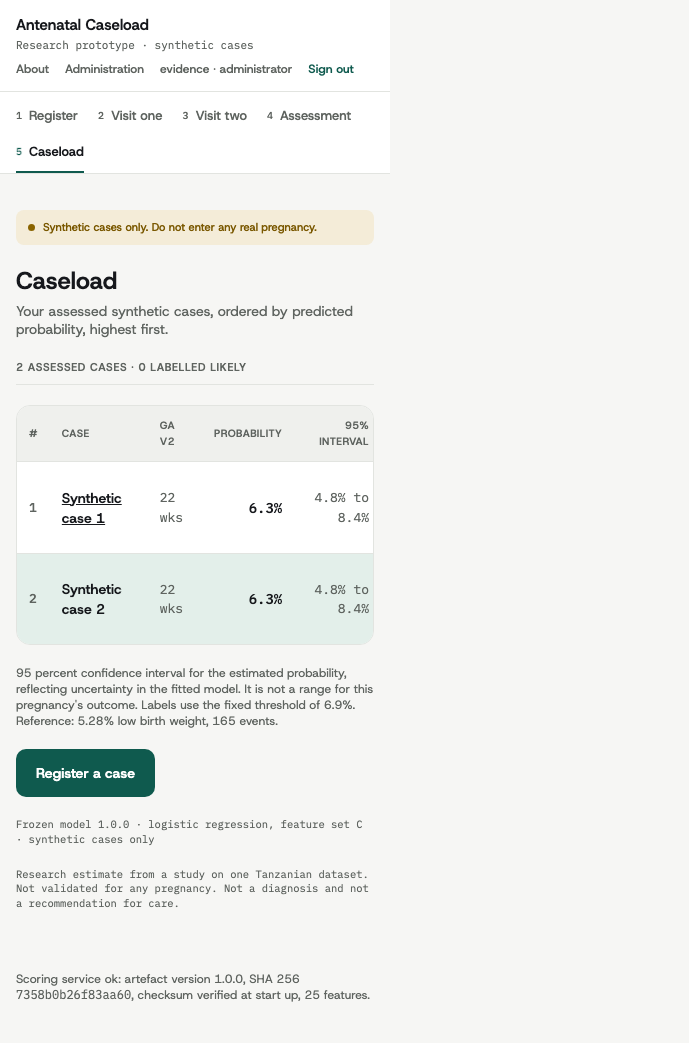 Antenatal Caseload
Research prototype · synthetic cases
About Administration evidence · administrator Sign out
1 Register 2 Visit one 3 Visit two 4 Assessment
5 Caseload
Synthetic cases only. Do not enter any real pregnancy.
Caseload
Your assessed synthetic cases, ordered by predicted
probability, highest first.
2 ASSESSED CASES · 0 LABELLED LIKELY
# CASE GA V2 PROBABILITY 95% INTERVAL
1 Synthetic case 1 22 wks 6.3% 4.8% to 8.4%
2 Synthetic case 2 22 wks 6.3% 4.8% to 8.4%
95 percent confidence interval for the estimated probability,
reflecting uncertainty in the fitted model. It is not a range for this
pregnancy's outcome. Labels use the fixed threshold of 6.9%.
Reference: 5.28% low birth weight, 165 events.
Register a case
Frozen model 1.0.0 · logistic regression, feature set C
· synthetic cases only
Research estimate from a study on one Tanzanian dataset.
Not validated for any pregnancy. Not a diagnosis and not
a recommendation for care.
Scoring service ok: artefact version 1.0.0, SHA 256
7358b0b26f83aa60, checksum verified at start up, 25 features.